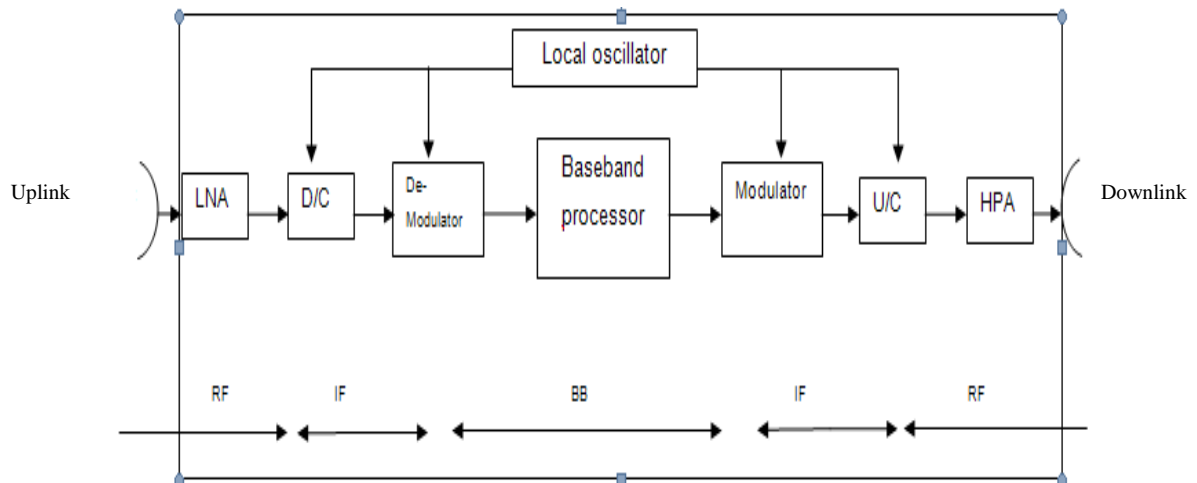 Local oscillator
Uplink
LNA
D/C
De-
Modulator
Baseband
processor
Modulator
U/C
HPA
Downlink
RF
IF
BB
IF
RF